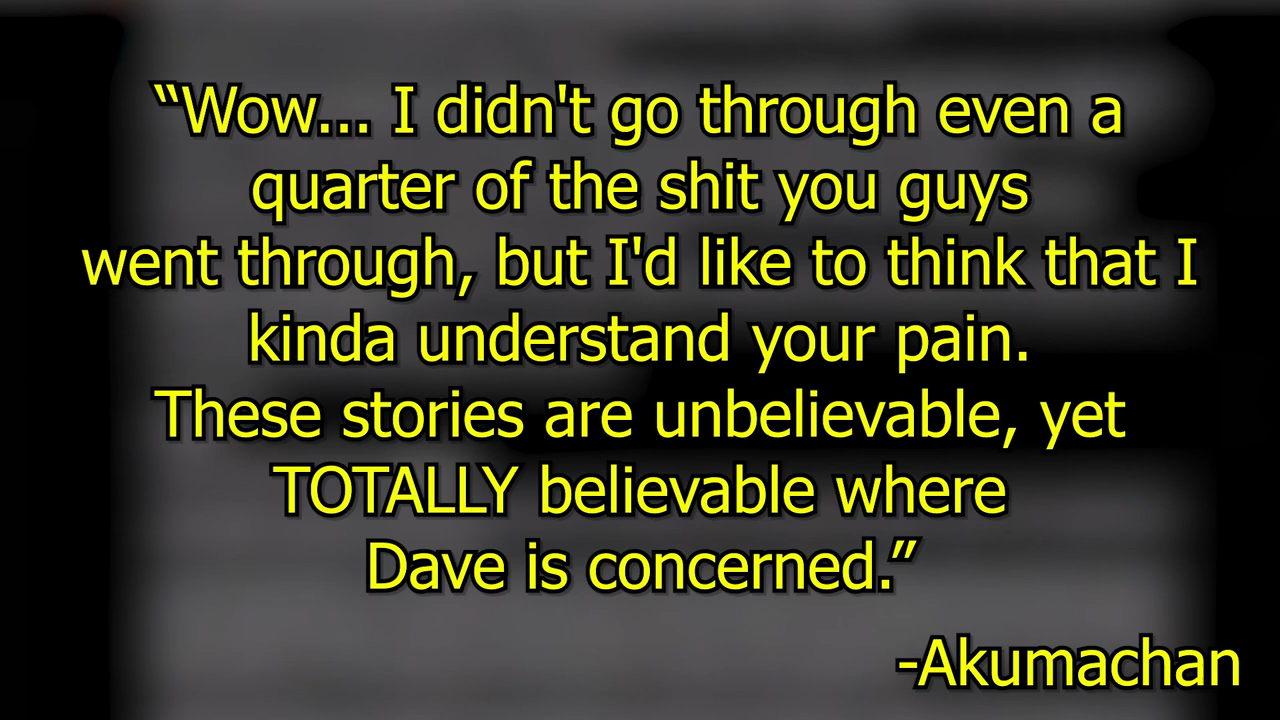 “Wow... I didn't go through even a
quarter of the shit you guys
went through, but I'd like to think that I
kinda understand your pain.
These stories are unbelievable, yet
TOTALLY believable where
Dave is concerned.”
-Akumachan